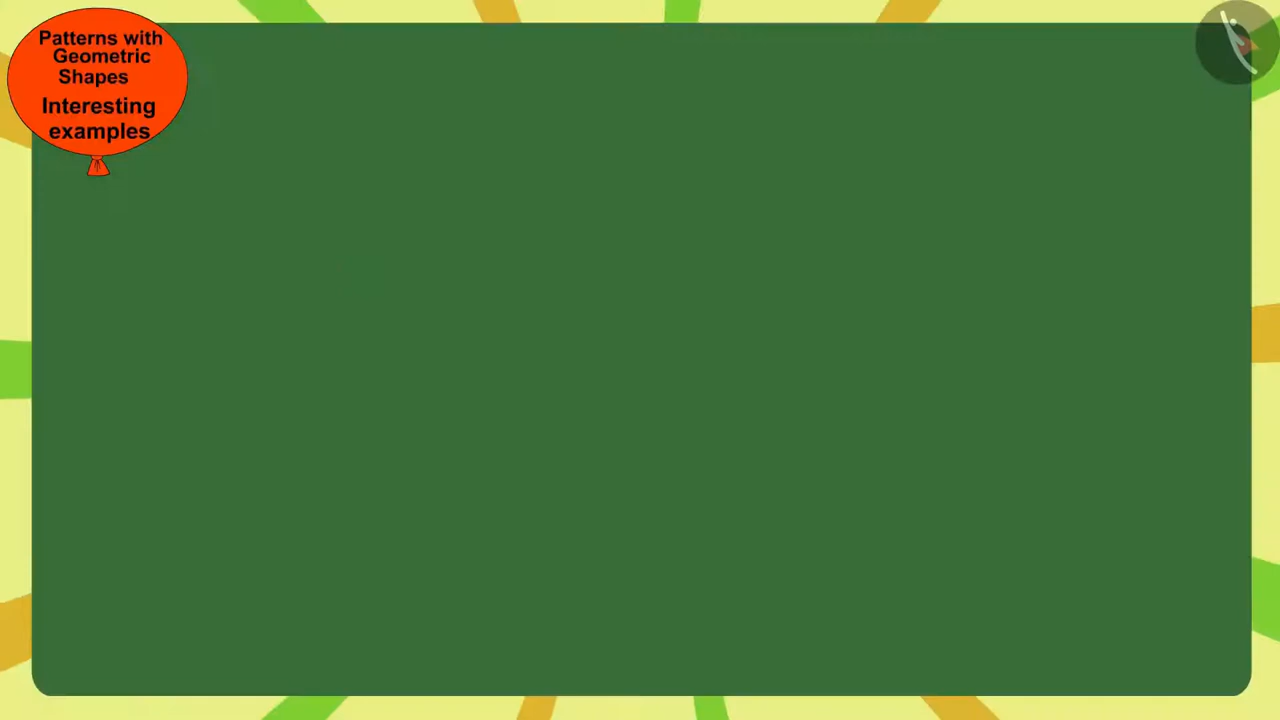 Patterns with
Geometric
Shapes
Interesting
examples